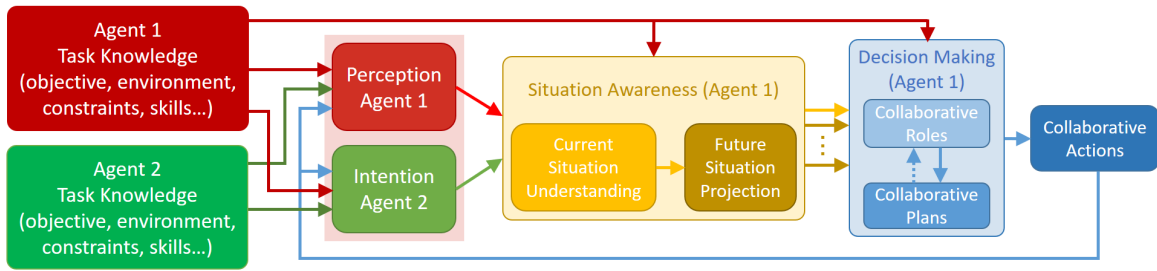 Agent 1
Task Knowledge
(objective, environment,
constraints, skills...)
Agent 2
Task Knowledge
(objective, environment,
constraints, skills...)
Perception
Agent 1
Intention
Agent 2
Situation Awareness (Agent 1)
Current
Situation
Understanding
Future
Situation
Projection
Decision Making
(Agent 1)
Collaborative
Roles
Collaborative
Plans
Collaborative
Actions